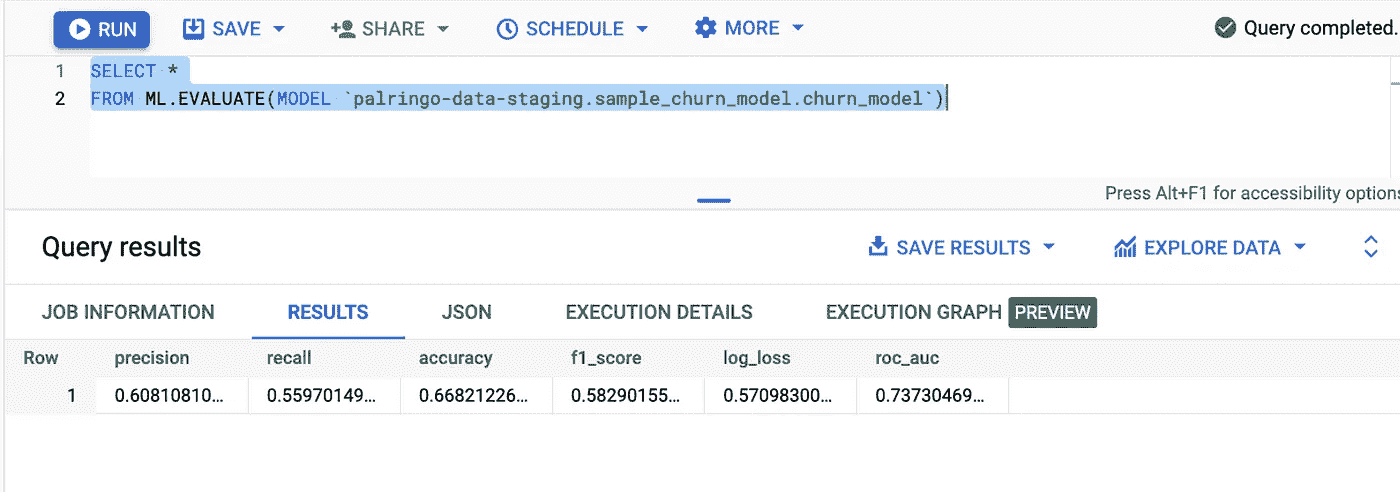 RUN SAVE SHARE SCHEDULE MORE Query completed.
1 SELECT *
2 FROM ML.EVALUATE(MODEL `palringo-data-staging.sample_churn_model.churn_model`)
Press Alt+F1 for accessibility options
Query results SAVE RESULTS EXPLORE DATA
JOB INFORMATION RESULTS JSON EXECUTION DETAILS EXECUTION GRAPH PREVIEW
Row precision recall accuracy f1_score log_loss roc_auc
1 0.60810810... 0.55970149... 0.66821226... 0.58290155... 0.57098300... 0.73730469...